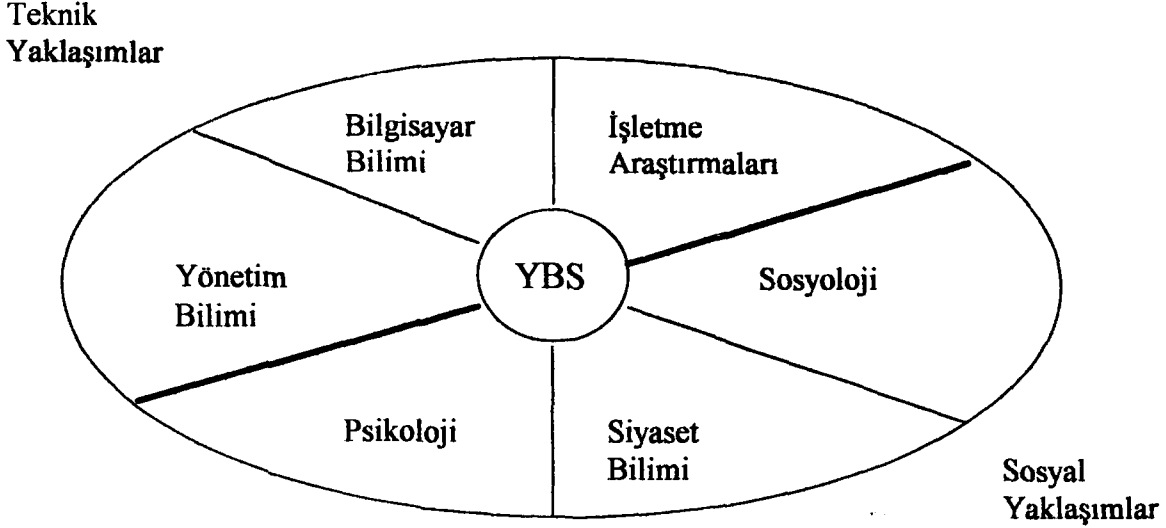 Teknik
Yaklaşımlar
Bilgisayar
Bilimi
İşletme
Araştırmaları
Yönetim
Bilimi
YBS
Sosyoloji
Psikoloji
Siyaset
Bilimi
Sosyal
Yaklaşımlar